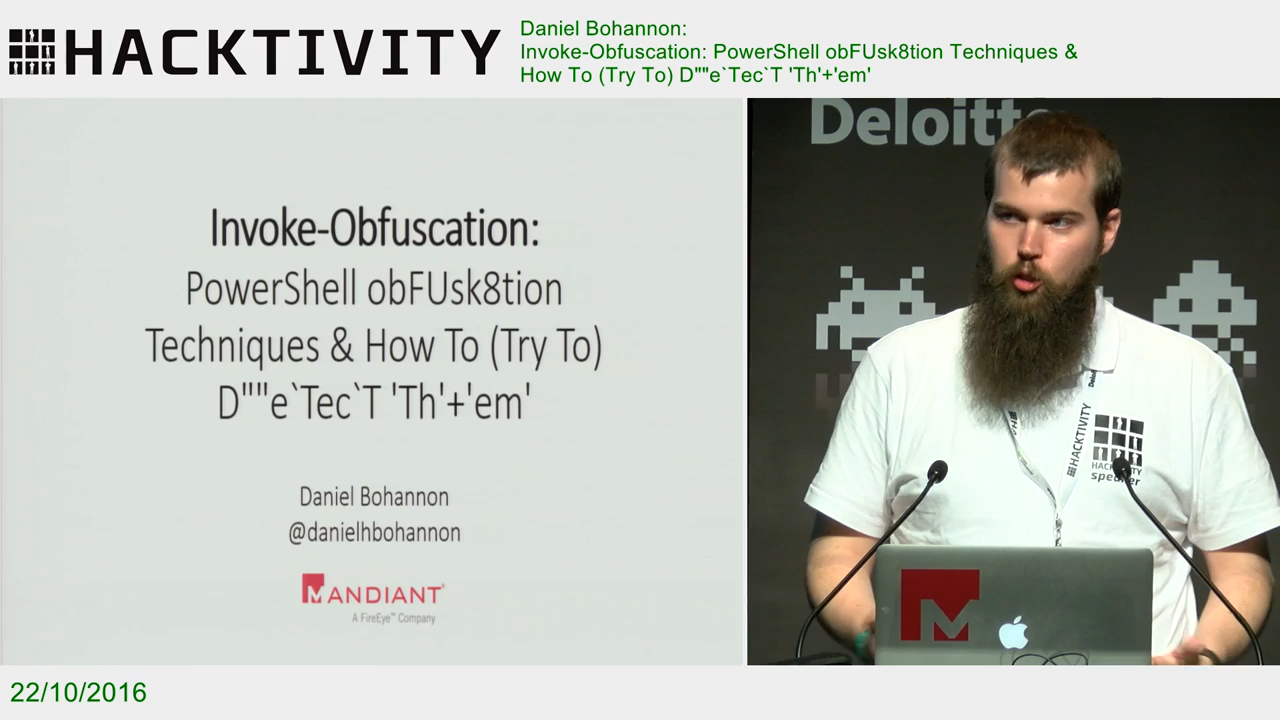 HACKTIVITY
Daniel Bohannon:
Invoke-Obfuscation: PowerShell obFUsk8tion Techniques &
How To (Try To) D""e`Tec`T 'Th'+'em'
Invoke-Obfuscation:
PowerShell obFUsk8tion
Techniques & How To (Try To)
D""e`Tec`T 'Th'+'em'
Daniel Bohannon
@danielhbohannon
MANDIANT
A FireEye™ Company
Deloitte
HACKTIVITY
HACKTIVITY
speaker
22/10/2016